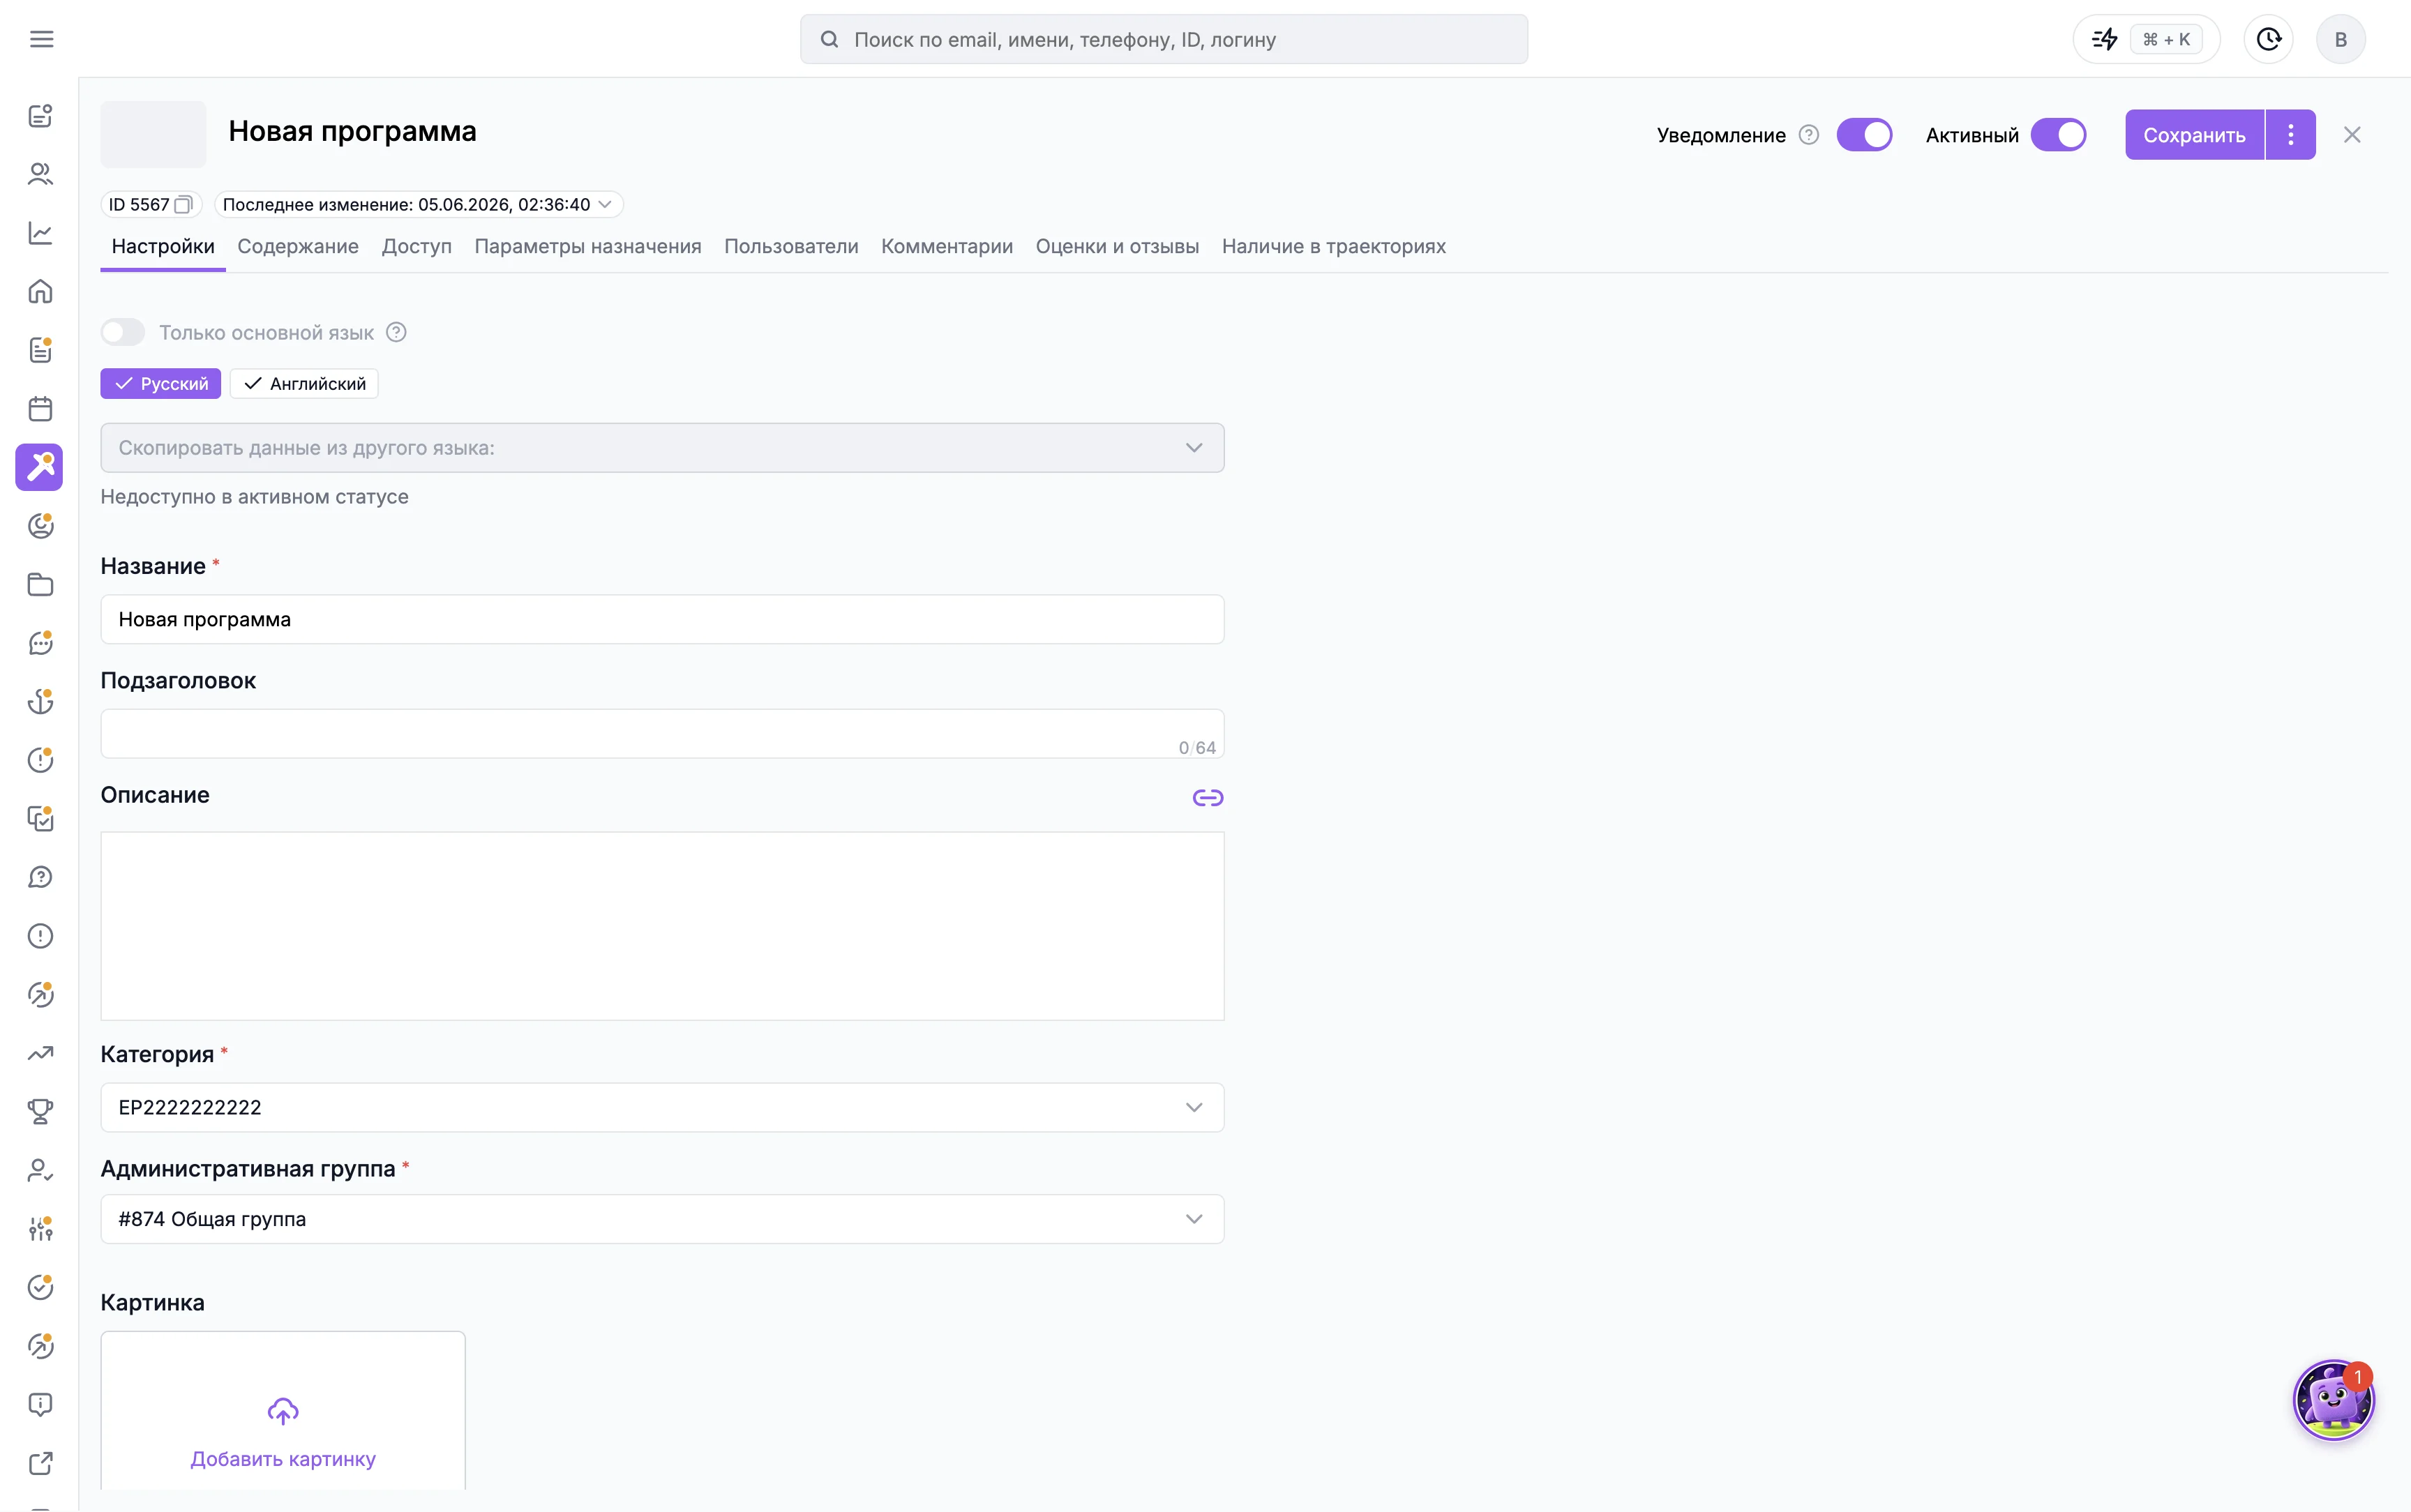 Поиск по email, имени, телефону, ID, логину
⌘ + K
B
Новая программа
Уведомление
Активный
Сохранить
ID 5567
Последнее изменение: 05.06.2026, 02:36:40
Настройки Содержание Доступ Параметры назначения Пользователи Комментарии Оценки и отзывы Наличие в траекториях
Только основной язык
Русский
Английский
Скопировать данные из другого языка:
Недоступно в активном статусе
Название *
Новая программа
Подзаголовок
0/64
Описание
Категория *
EP2222222222
Административная группа *
#874 Общая группа
Картинка
Добавить картинку
1